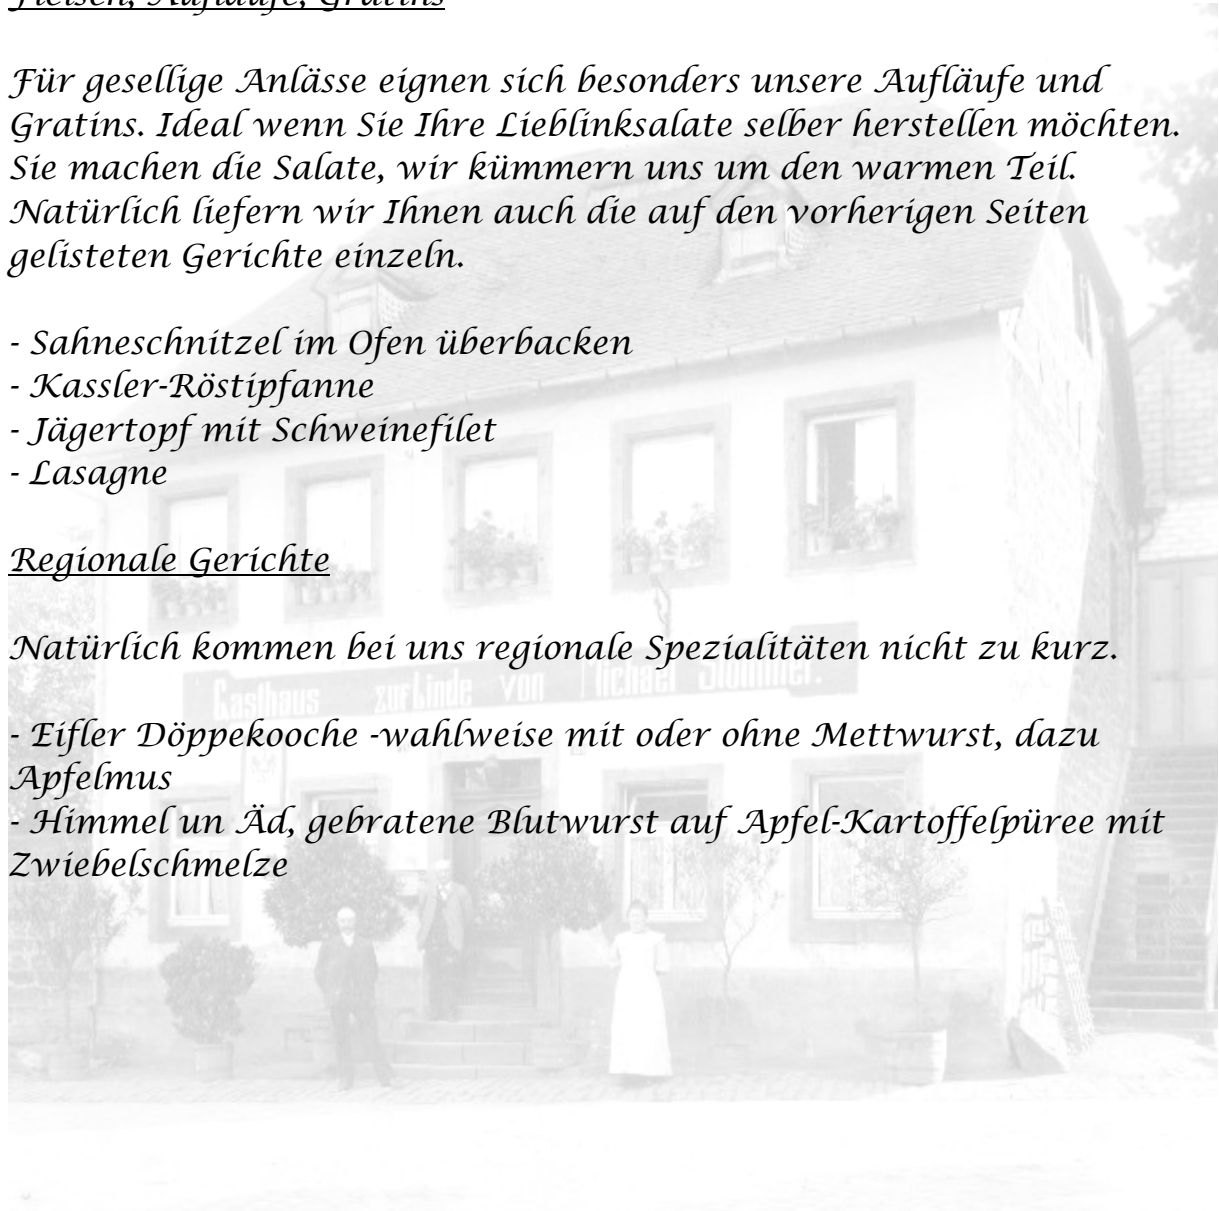 Fleisch, Aufläufe, Gratins
Für gesellige Anlässe eignen sich besonders unsere Aufläufe und
Gratins. Ideal wenn Sie Ihre Lieblinksalate selber herstellen möchten.
Sie machen die Salate, wir kümmern uns um den warmen Teil.
Natürlich liefern wir Ihnen auch die auf den vorherigen Seiten
gelisteten Gerichte einzeln.
- Sahneschnitzel im Ofen überbacken
- Kassler-Röstipfanne
- Jägertopf mit Schweinefilet
- Lasagne
Regionale Gerichte
Natürlich kommen bei uns regionale Spezialitäten nicht zu kurz.
Gasthaus zur Linde von Michael
- Eifler Döppekooche -wahlweise mit oder ohne Mettwurst, dazu
Apfelmus
- Himmel un Äd, gebratene Blutwurst auf Apfel-Kartoffelpüree mit
Zwiebelschmelze